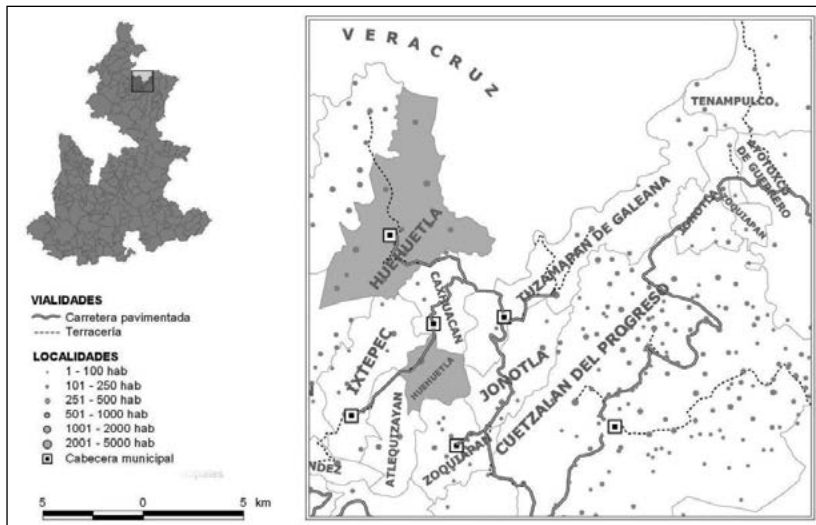 VERACRUZ
TENAMPULCO
AYOTOXCO
DE GUERRERO
JONOTLA
ZOQUIAPAN
TUZAMAPAN DE GALEANA
HUEHUETLA
CAXHUACAN
IXTEPEC
HUEHUETLA
JONOTLA
CUETZALAN DEL PROGRESO
ATLEQUIZAYAN
ZOQUIAPAN
NDEZ
VIALIDADES
Carretera pavimentada
Terracería
LOCALIDADES
1 - 100 hab
101 - 250 hab
251 - 500 hab
501 - 1000 hab
1001 - 2000 hab
2001 - 5000 hab
Cabecera municipal
5 0 5 km